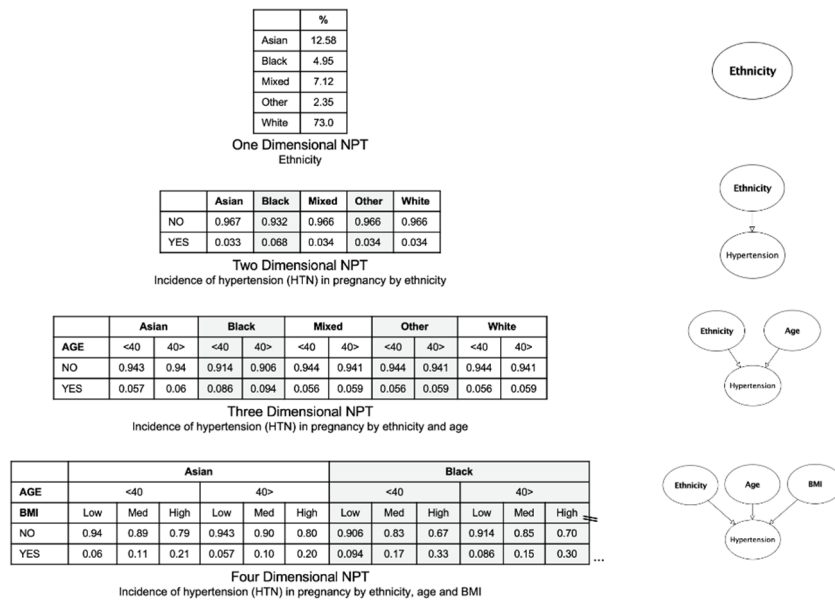 %
Asian 12.58
Black 4.95
Mixed 7.12
Other 2.35
White 73.0
One Dimensional NPT
Ethnicity
Ethnicity
Asian Black Mixed Other White
NO 0.967 0.932 0.966 0.966 0.966
YES 0.033 0.068 0.034 0.034 0.034
Two Dimensional NPT
Incidence of hypertension (HTN) in pregnancy by ethnicity
Ethnicity
Hypertension
Asian Black Mixed Other White
AGE <40 40> <40 40> <40 40> <40 40> <40 40>
NO 0.943 0.94 0.914 0.906 0.944 0.941 0.944 0.941 0.944 0.941
YES 0.057 0.06 0.086 0.094 0.056 0.059 0.056 0.059 0.056 0.059
Three Dimensional NPT
Incidence of hypertension (HTN) in pregnancy by ethnicity and age
Ethnicity Age
Hypertension
Asian Black
AGE <40 40> <40 40>
BMI Low Med High Low Med High Low Med High Low Med High
NO 0.94 0.89 0.79 0.943 0.90 0.80 0.906 0.83 0.67 0.914 0.85 0.70
YES 0.06 0.11 0.21 0.057 0.10 0.20 0.094 0.17 0.33 0.086 0.15 0.30 ...
Four Dimensional NPT
Incidence of hypertension (HTN) in pregnancy by ethnicity, age and BMI
Ethnicity Age BMI
Hypertension